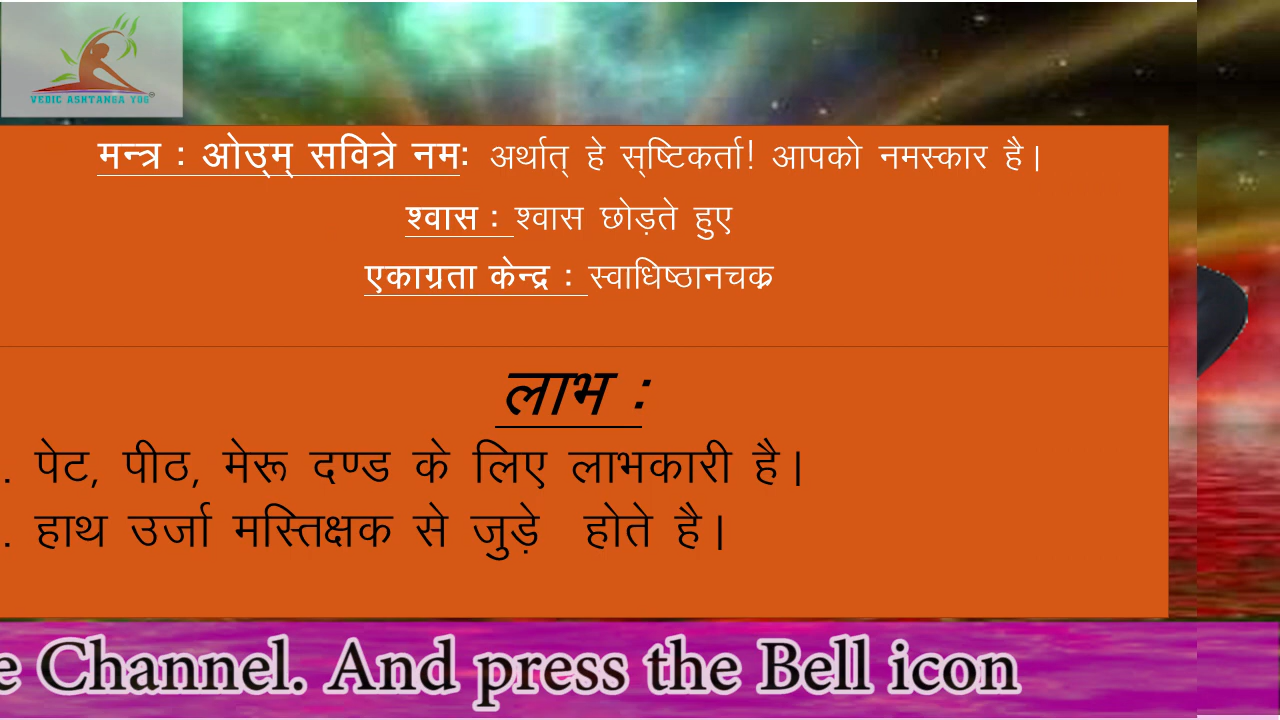 VEDIC ASHTANGA YOG
मन्त्र : ओउम् सवित्रे नमः अर्थात् हे सृष्टिकर्ता! आपको नमस्कार है।
श्वास : श्वास छोड़ते हुए
एकाग्रता केन्द्र : स्वाधिष्ठानचक्र
लाभ :
. पेट, पीठ, मेरू दण्ड के लिए लाभकारी है।
. हाथ उर्जा मस्तिक्षक से जुड़े होते है।
e Channel. And press the Bell icon